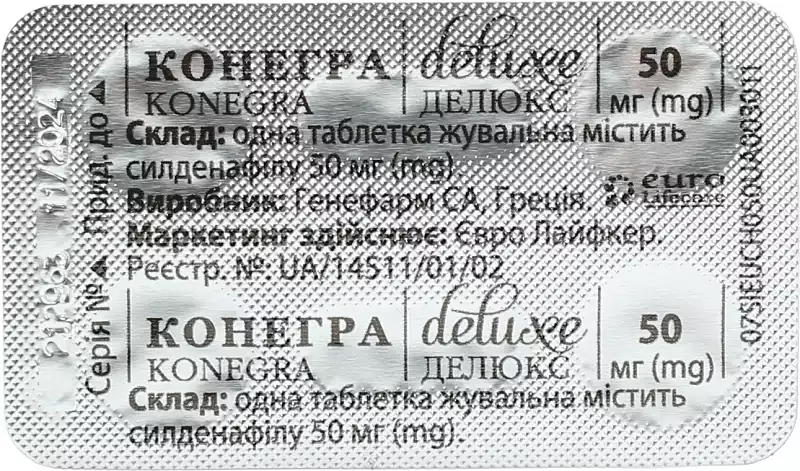 КОНЕГРА deluxe 50
KONEGRA ДЕЛЮКС мг (mg)
Склад: одна таблетка жувальна містить
силденафілу 50 мг (mg).
Виробник: Генефарм СА, Греція.
euro
Lifecare
Маркетинг здійснює: Євро Лайфкер.
Реєстр. №: UA/14511/01/02
КОНЕГРА deluxe 50
KONEGRA ДЕЛЮКС мг (mg)
Склад: одна таблетка жувальна містить
силденафілу 50 мг (mg).
Серія № Прид. до
11/2024
07SIEUCHOS0UA003011